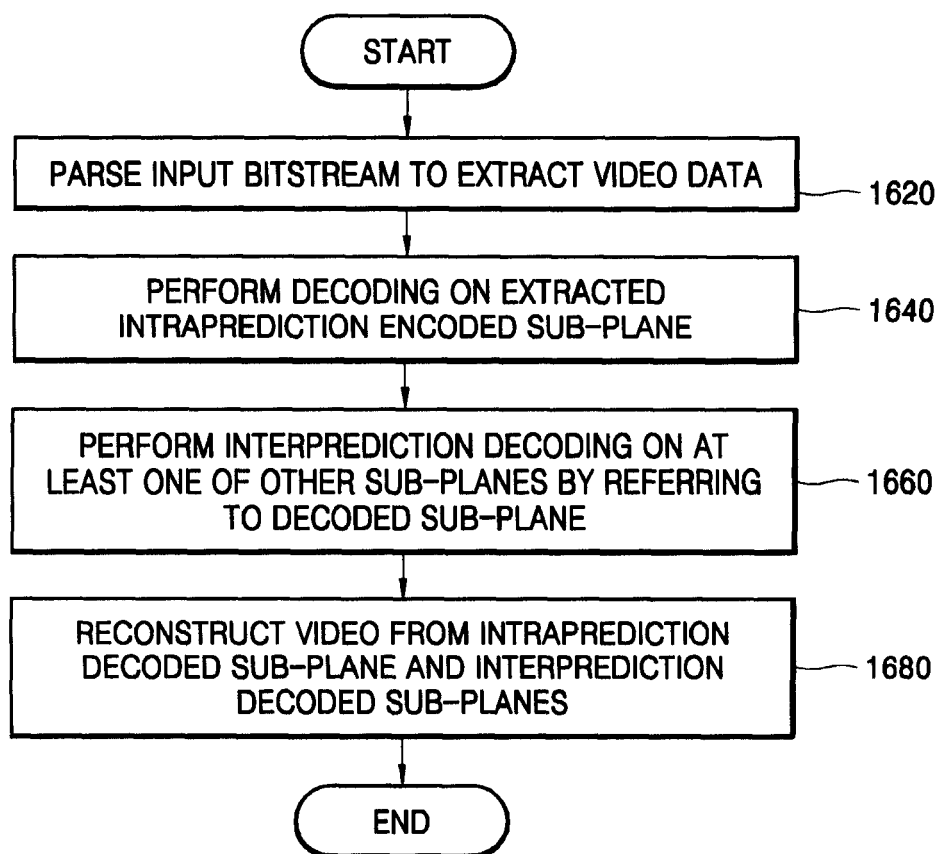 START
PARSE INPUT BITSTREAM TO EXTRACT VIDEO DATA
1620
PERFORM DECODING ON EXTRACTED
INTRAPREDICTION ENCODED SUB-PLANE
1640
PERFORM INTERPREDICTION DECODING ON AT
LEAST ONE OF OTHER SUB-PLANES BY REFERRING
TO DECODED SUB-PLANE
1660
RECONSTRUCT VIDEO FROM INTRAPREDICTION
DECODED SUB-PLANE AND INTERPREDICTION
DECODED SUB-PLANES
1680
END